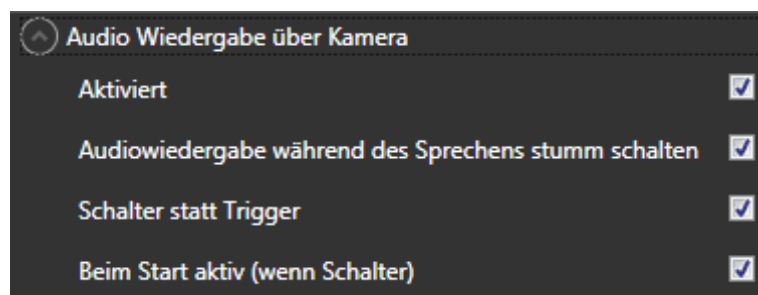 Audio Wiedergabe über Kamera
Aktiviert
Audiowiedergabe während des Sprechens stumm schalten
Schalter statt Trigger
Beim Start aktiv (wenn Schalter)